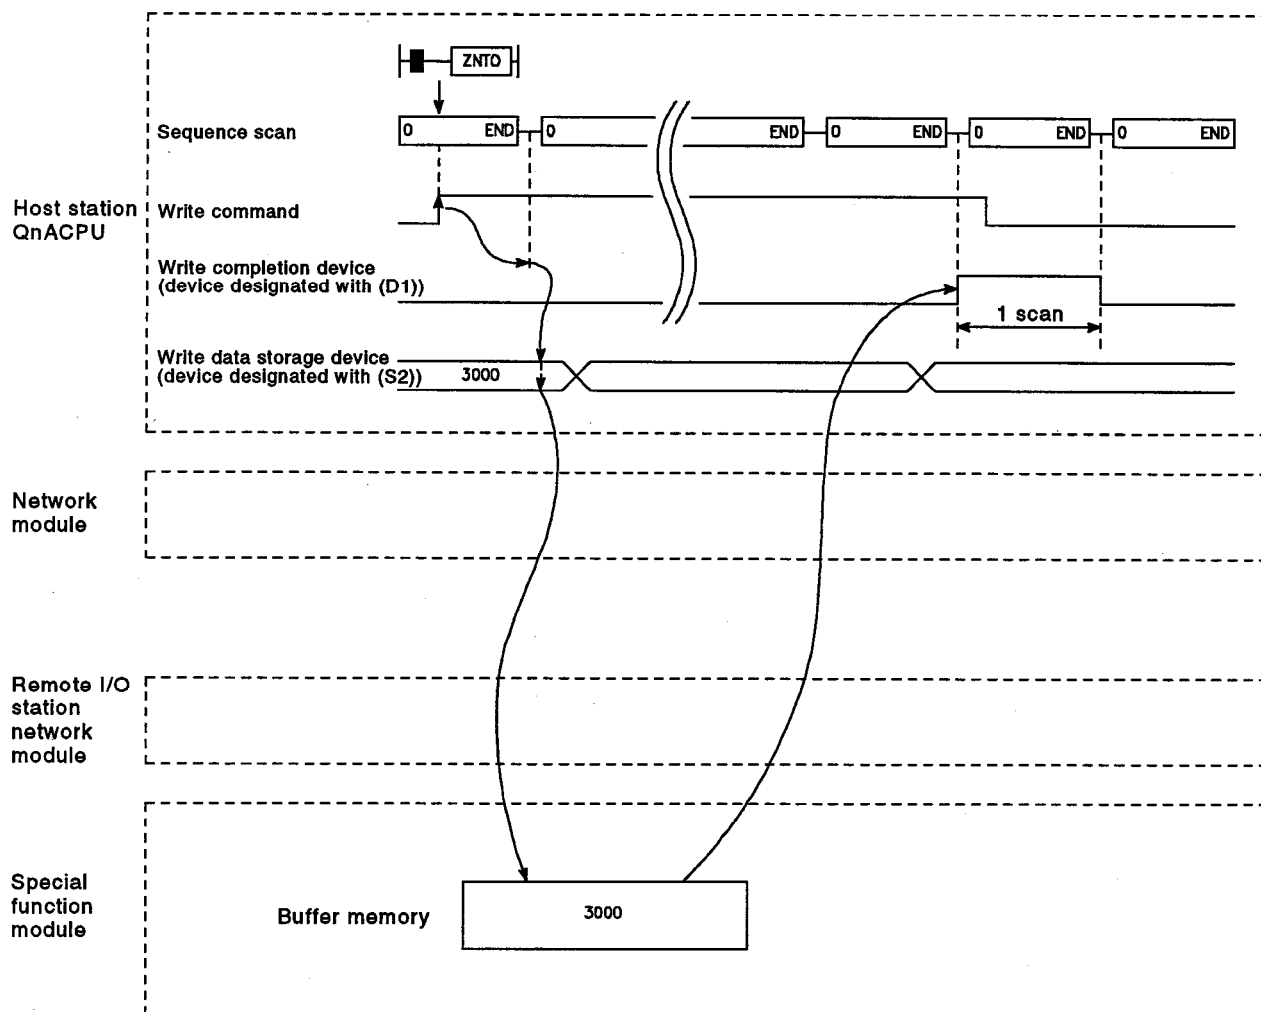 ZNTO
Sequence scan
0 END 0 END 0 END 0 END 0 END
Host station
QnACPU
Write command
Write completion device
(device designated with (D1))
1 scan
Write data storage device
(device designated with (S2))
3000
Network
module
Remote I/O
station
network
module
Special
function
module
Buffer memory
3000